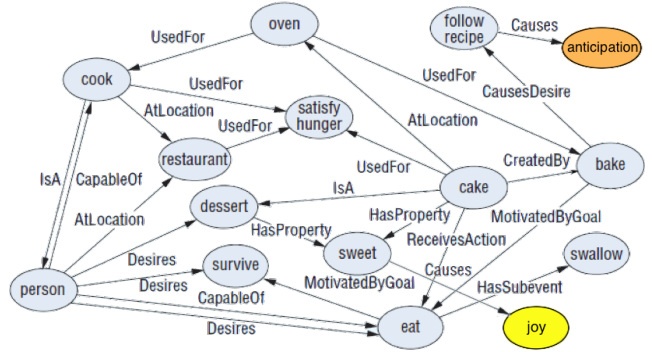 oven
follow
recipe
Causes
anticipation
UsedFor
cook
UsedFor
UsedFor
CausesDesire
AtLocation
satisfy
hunger
AtLocation
UsedFor
restaurant
UsedFor
CreatedBy
bake
IsA
CapableOf
IsA
cake
AtLocation
dessert
HasProperty
MotivatedByGoal
HasProperty
ReceivesAction
Desires
survive
sweet
swallow
Desires
MotivatedByGoal
Causes
person
CapableOf
HasSubevent
Desires
eat
joy